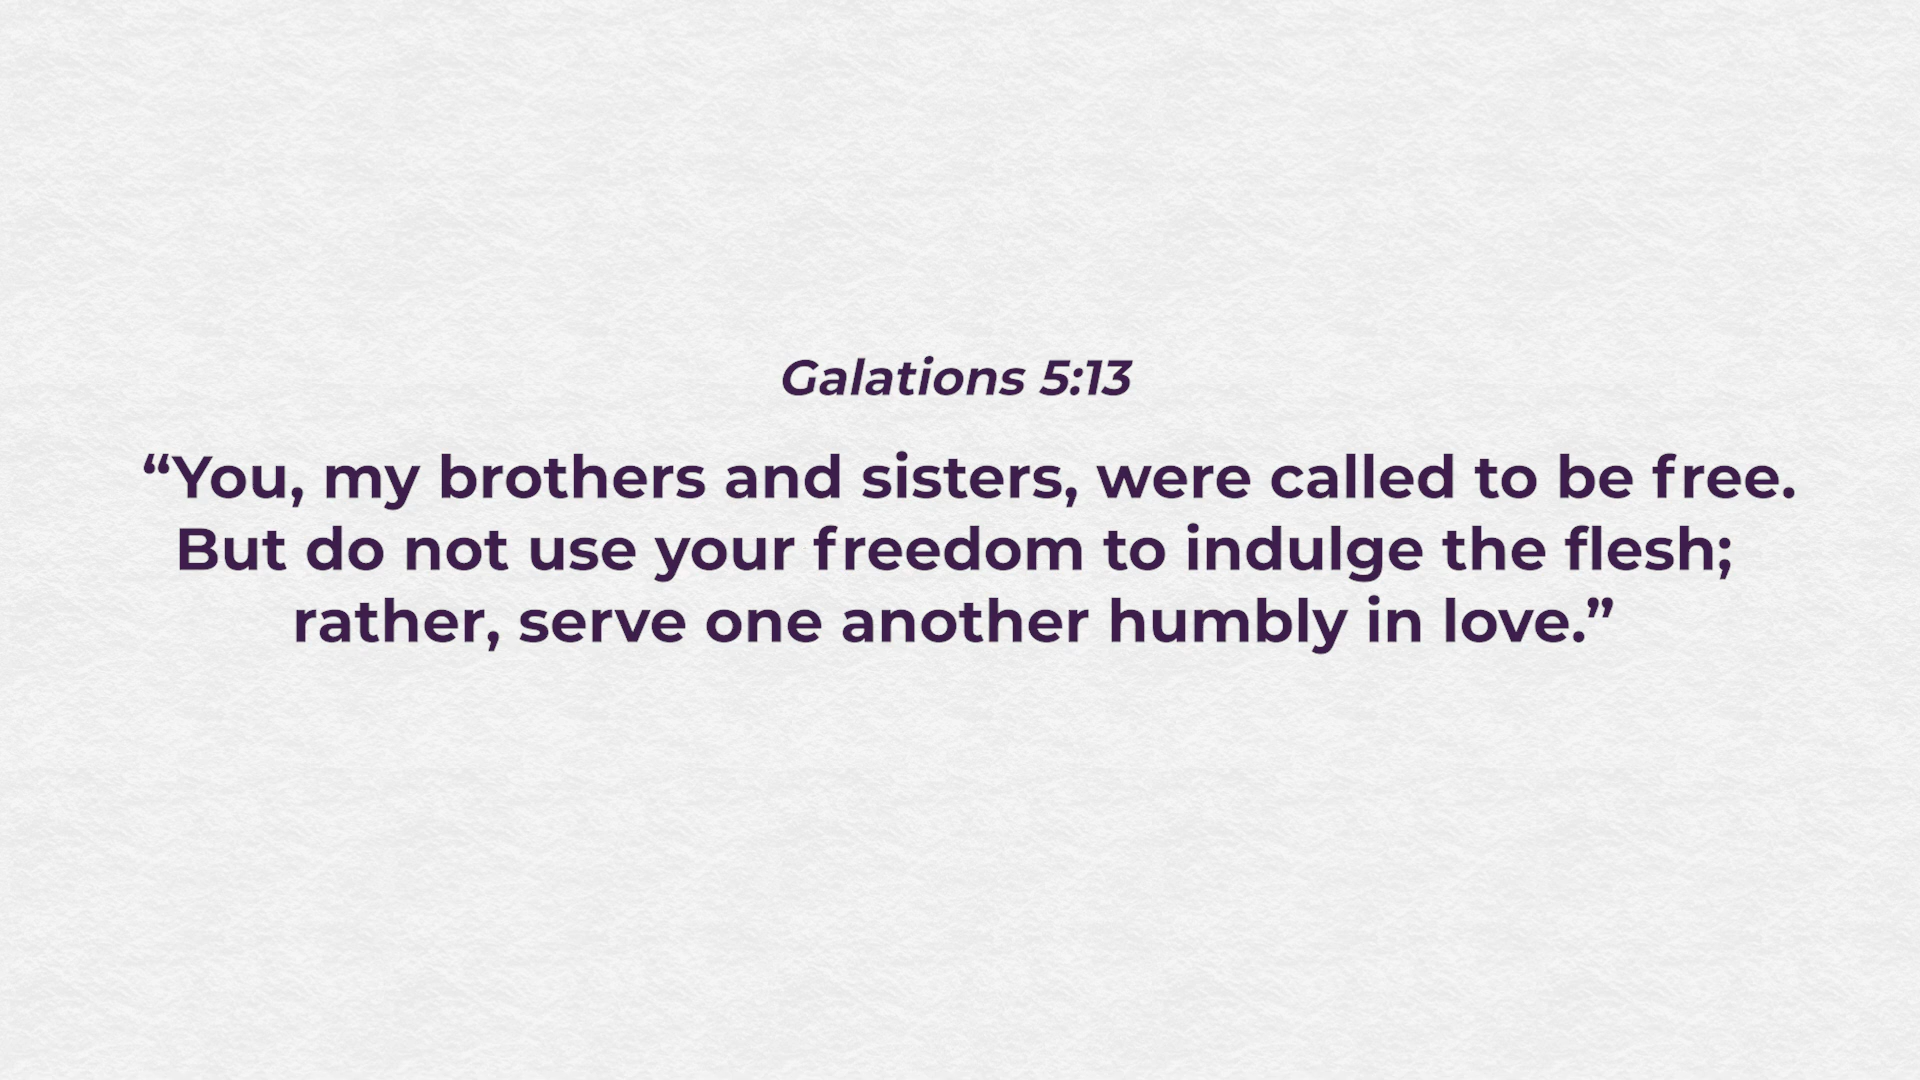 Galations 5:13
“You, my brothers and sisters, were called to be free.
But do not use your freedom to indulge the flesh;
rather, serve one another humbly in love.”